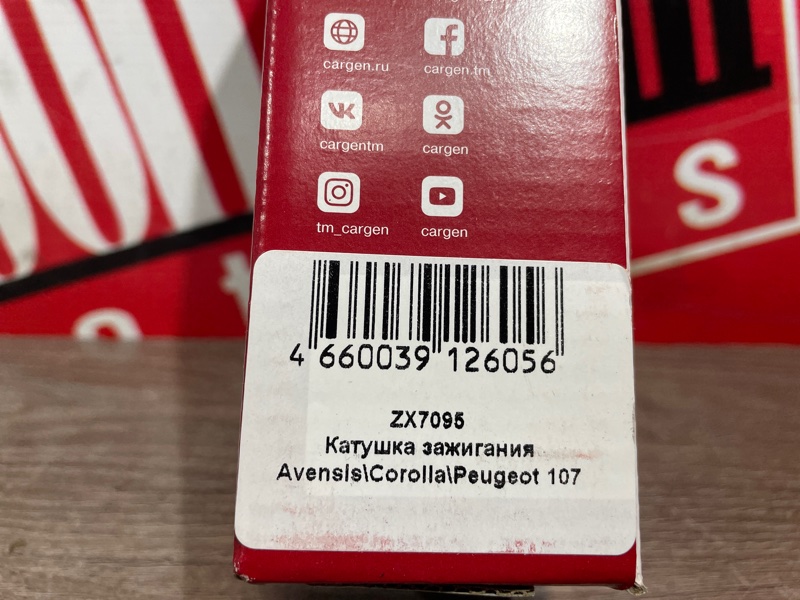 cargen.ru
cargen.tm
cargentm
cargen
tm_cargen
cargen
s
4 660039 126056
ZX7095
Катушка зажигания
Avensis\Corolla\Peugeot 107